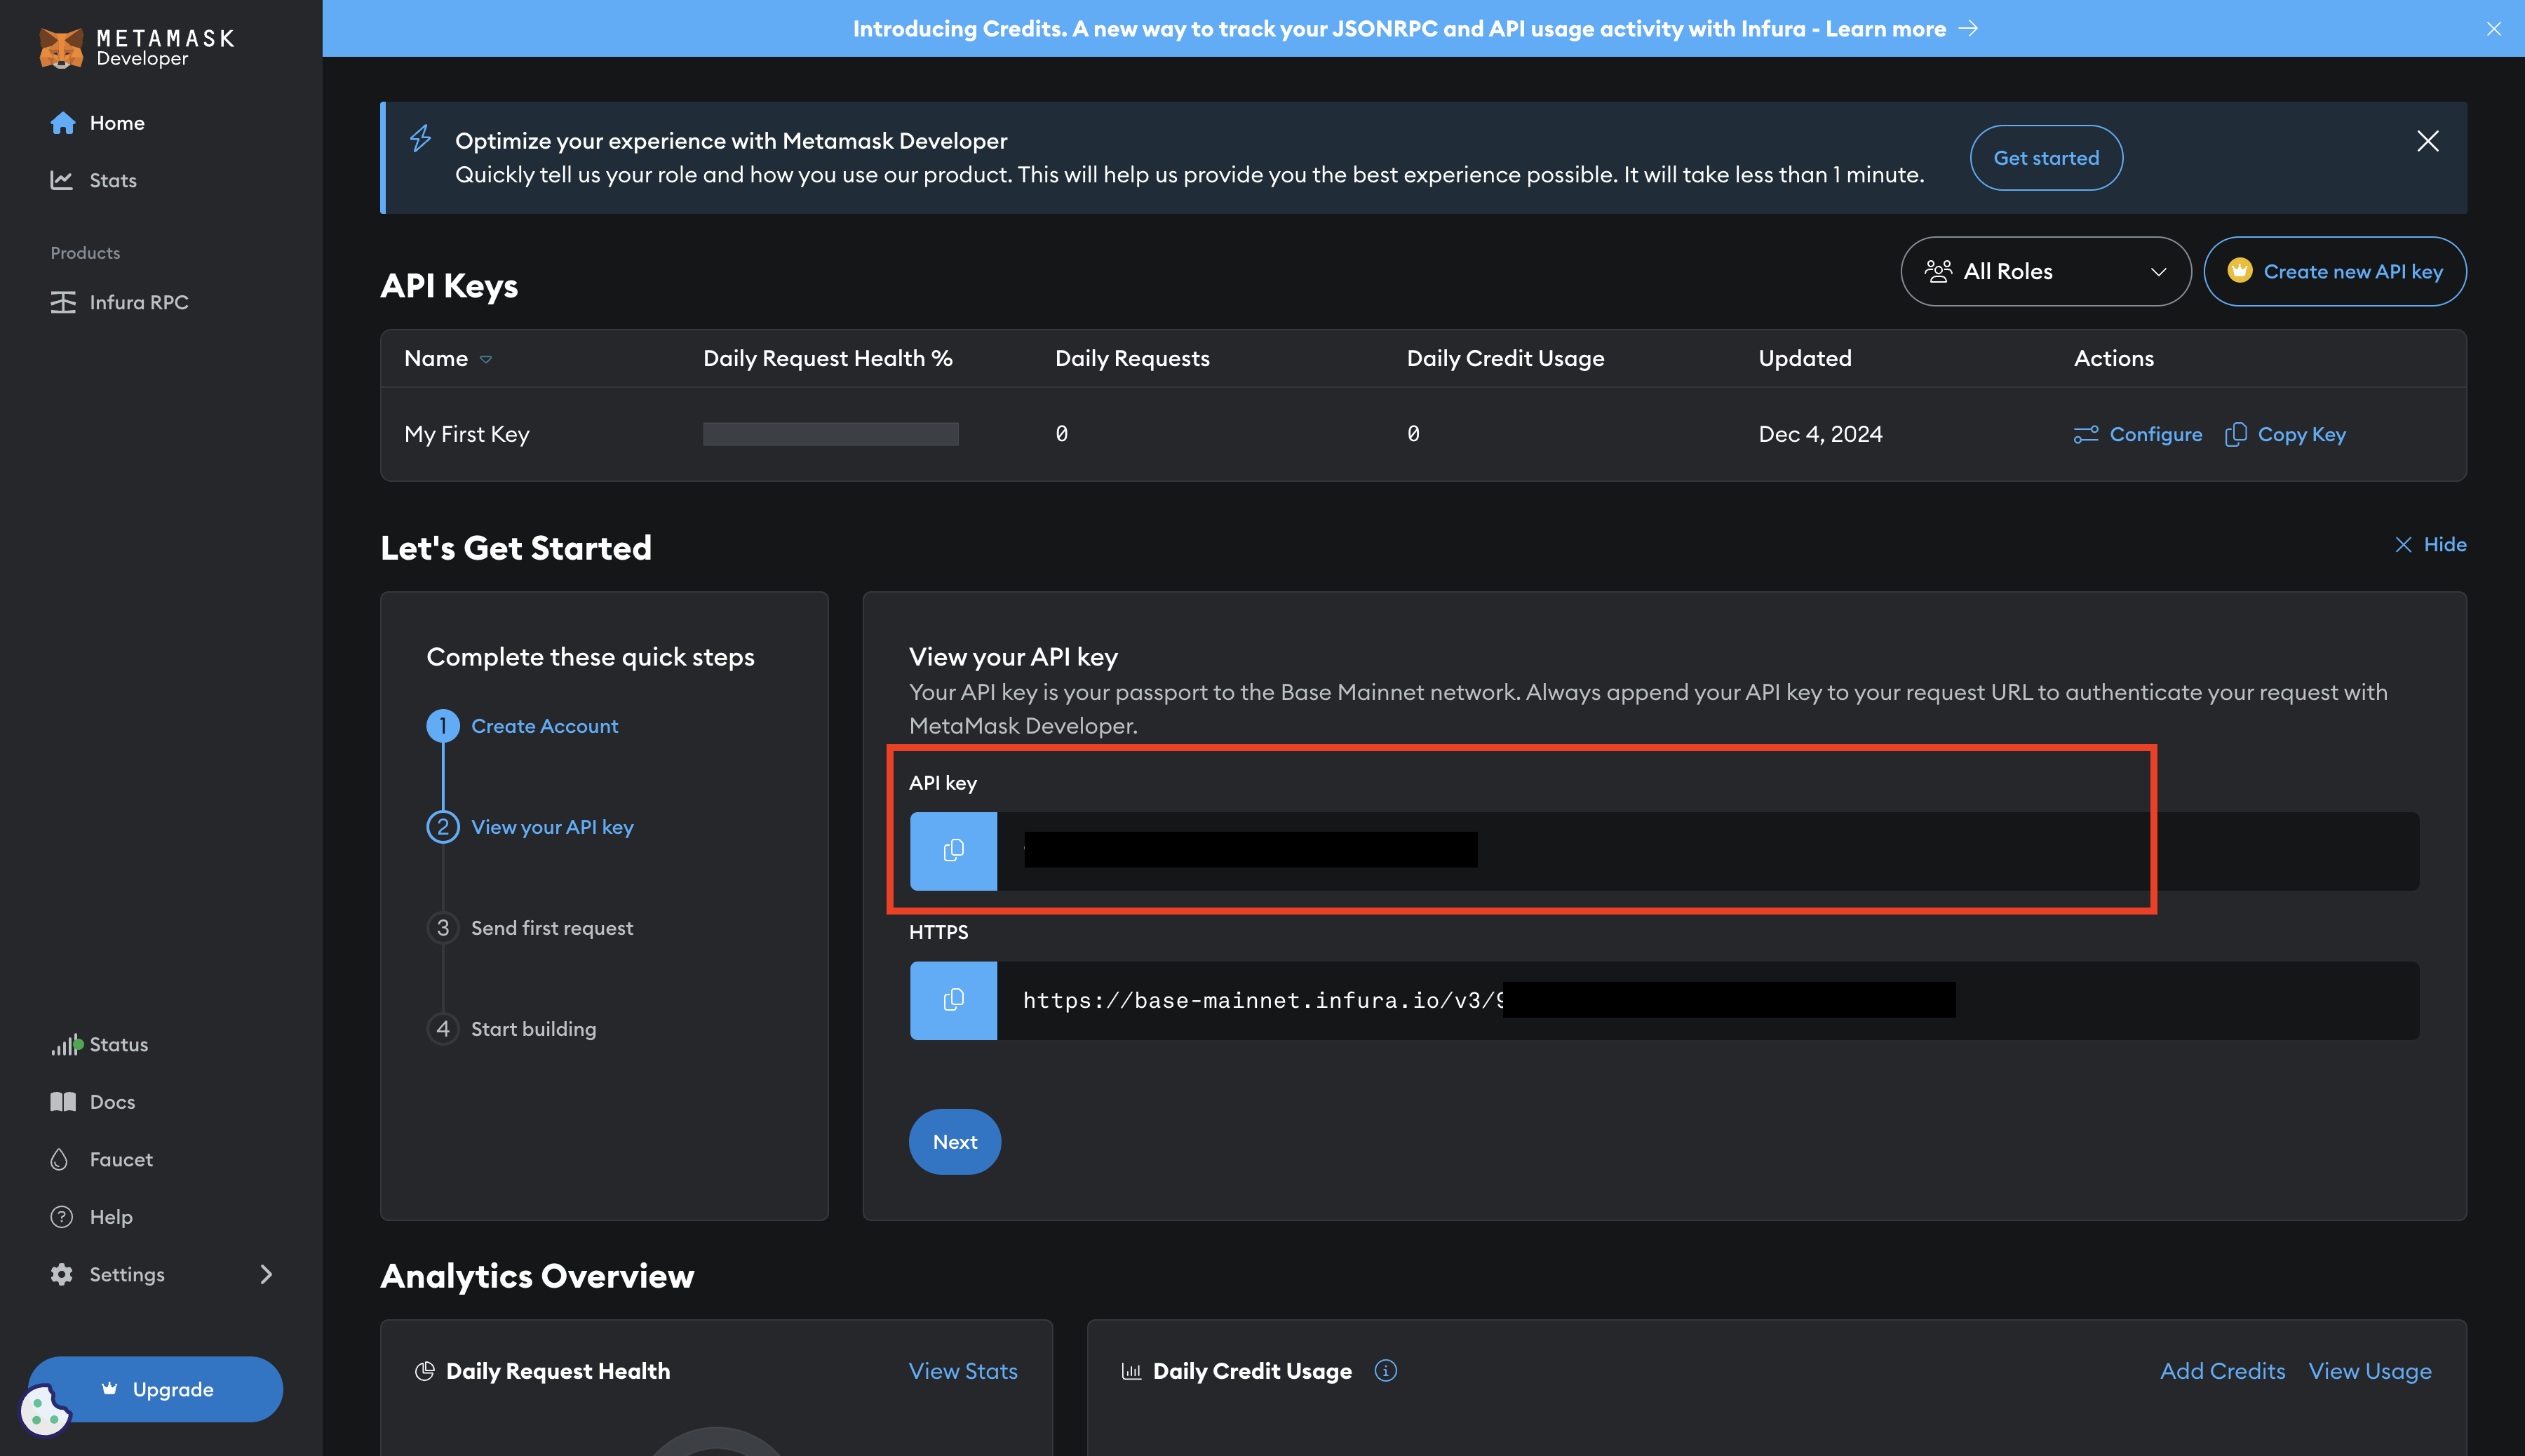 METAMASK
Developer
Home
Stats
Products
Infura RPC
Status
Docs
Faucet
Help
Settings
Upgrade
Introducing Credits. A new way to track your JSONRPC and API usage activity with Infura - Learn more →
Optimize your experience with Metamask Developer
Quickly tell us your role and how you use our product. This will help us provide you the best experience possible. It will take less than 1 minute.
Get started
API Keys
All Roles
Create new API key
Name Daily Request Health % Daily Requests Daily Credit Usage Updated Actions
My First Key 0 0 Dec 4, 2024 Configure Copy Key
Let's Get Started
Hide
Complete these quick steps
1 Create Account
2 View your API key
3 Send first request
4 Start building
View your API key
Your API key is your passport to the Base Mainnet network. Always append your API key to your request URL to authenticate your request with
MetaMask Developer.
API key
HTTPS
https://base-mainnet.infura.io/v3/9
Next
Analytics Overview
Daily Request Health View Stats
Daily Credit Usage Add Credits View Usage